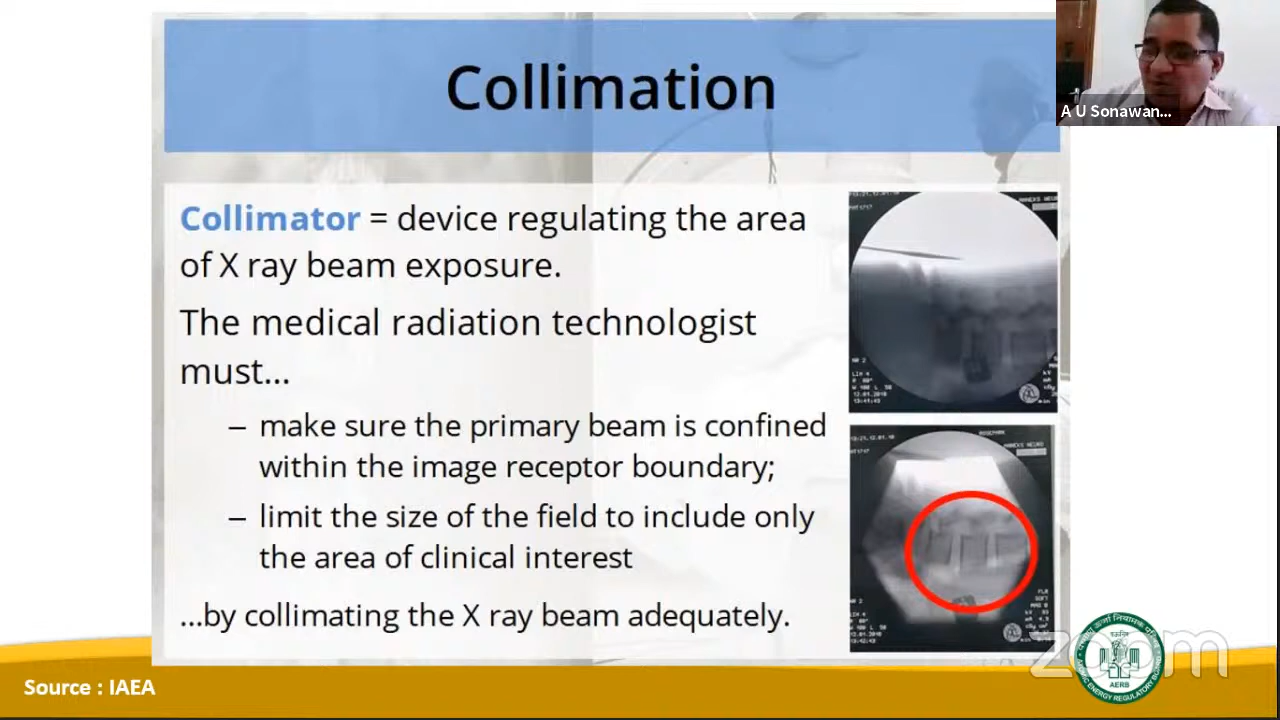 Collimation
A U Sonawan...
Collimator = device regulating the area
of X ray beam exposure.
The medical radiation technologist
must...
– make sure the primary beam is confined
within the image receptor boundary;
– limit the size of the field to include only
the area of clinical interest
...by collimating the X ray beam adequately.
Source : IAEA
zoom
AERB